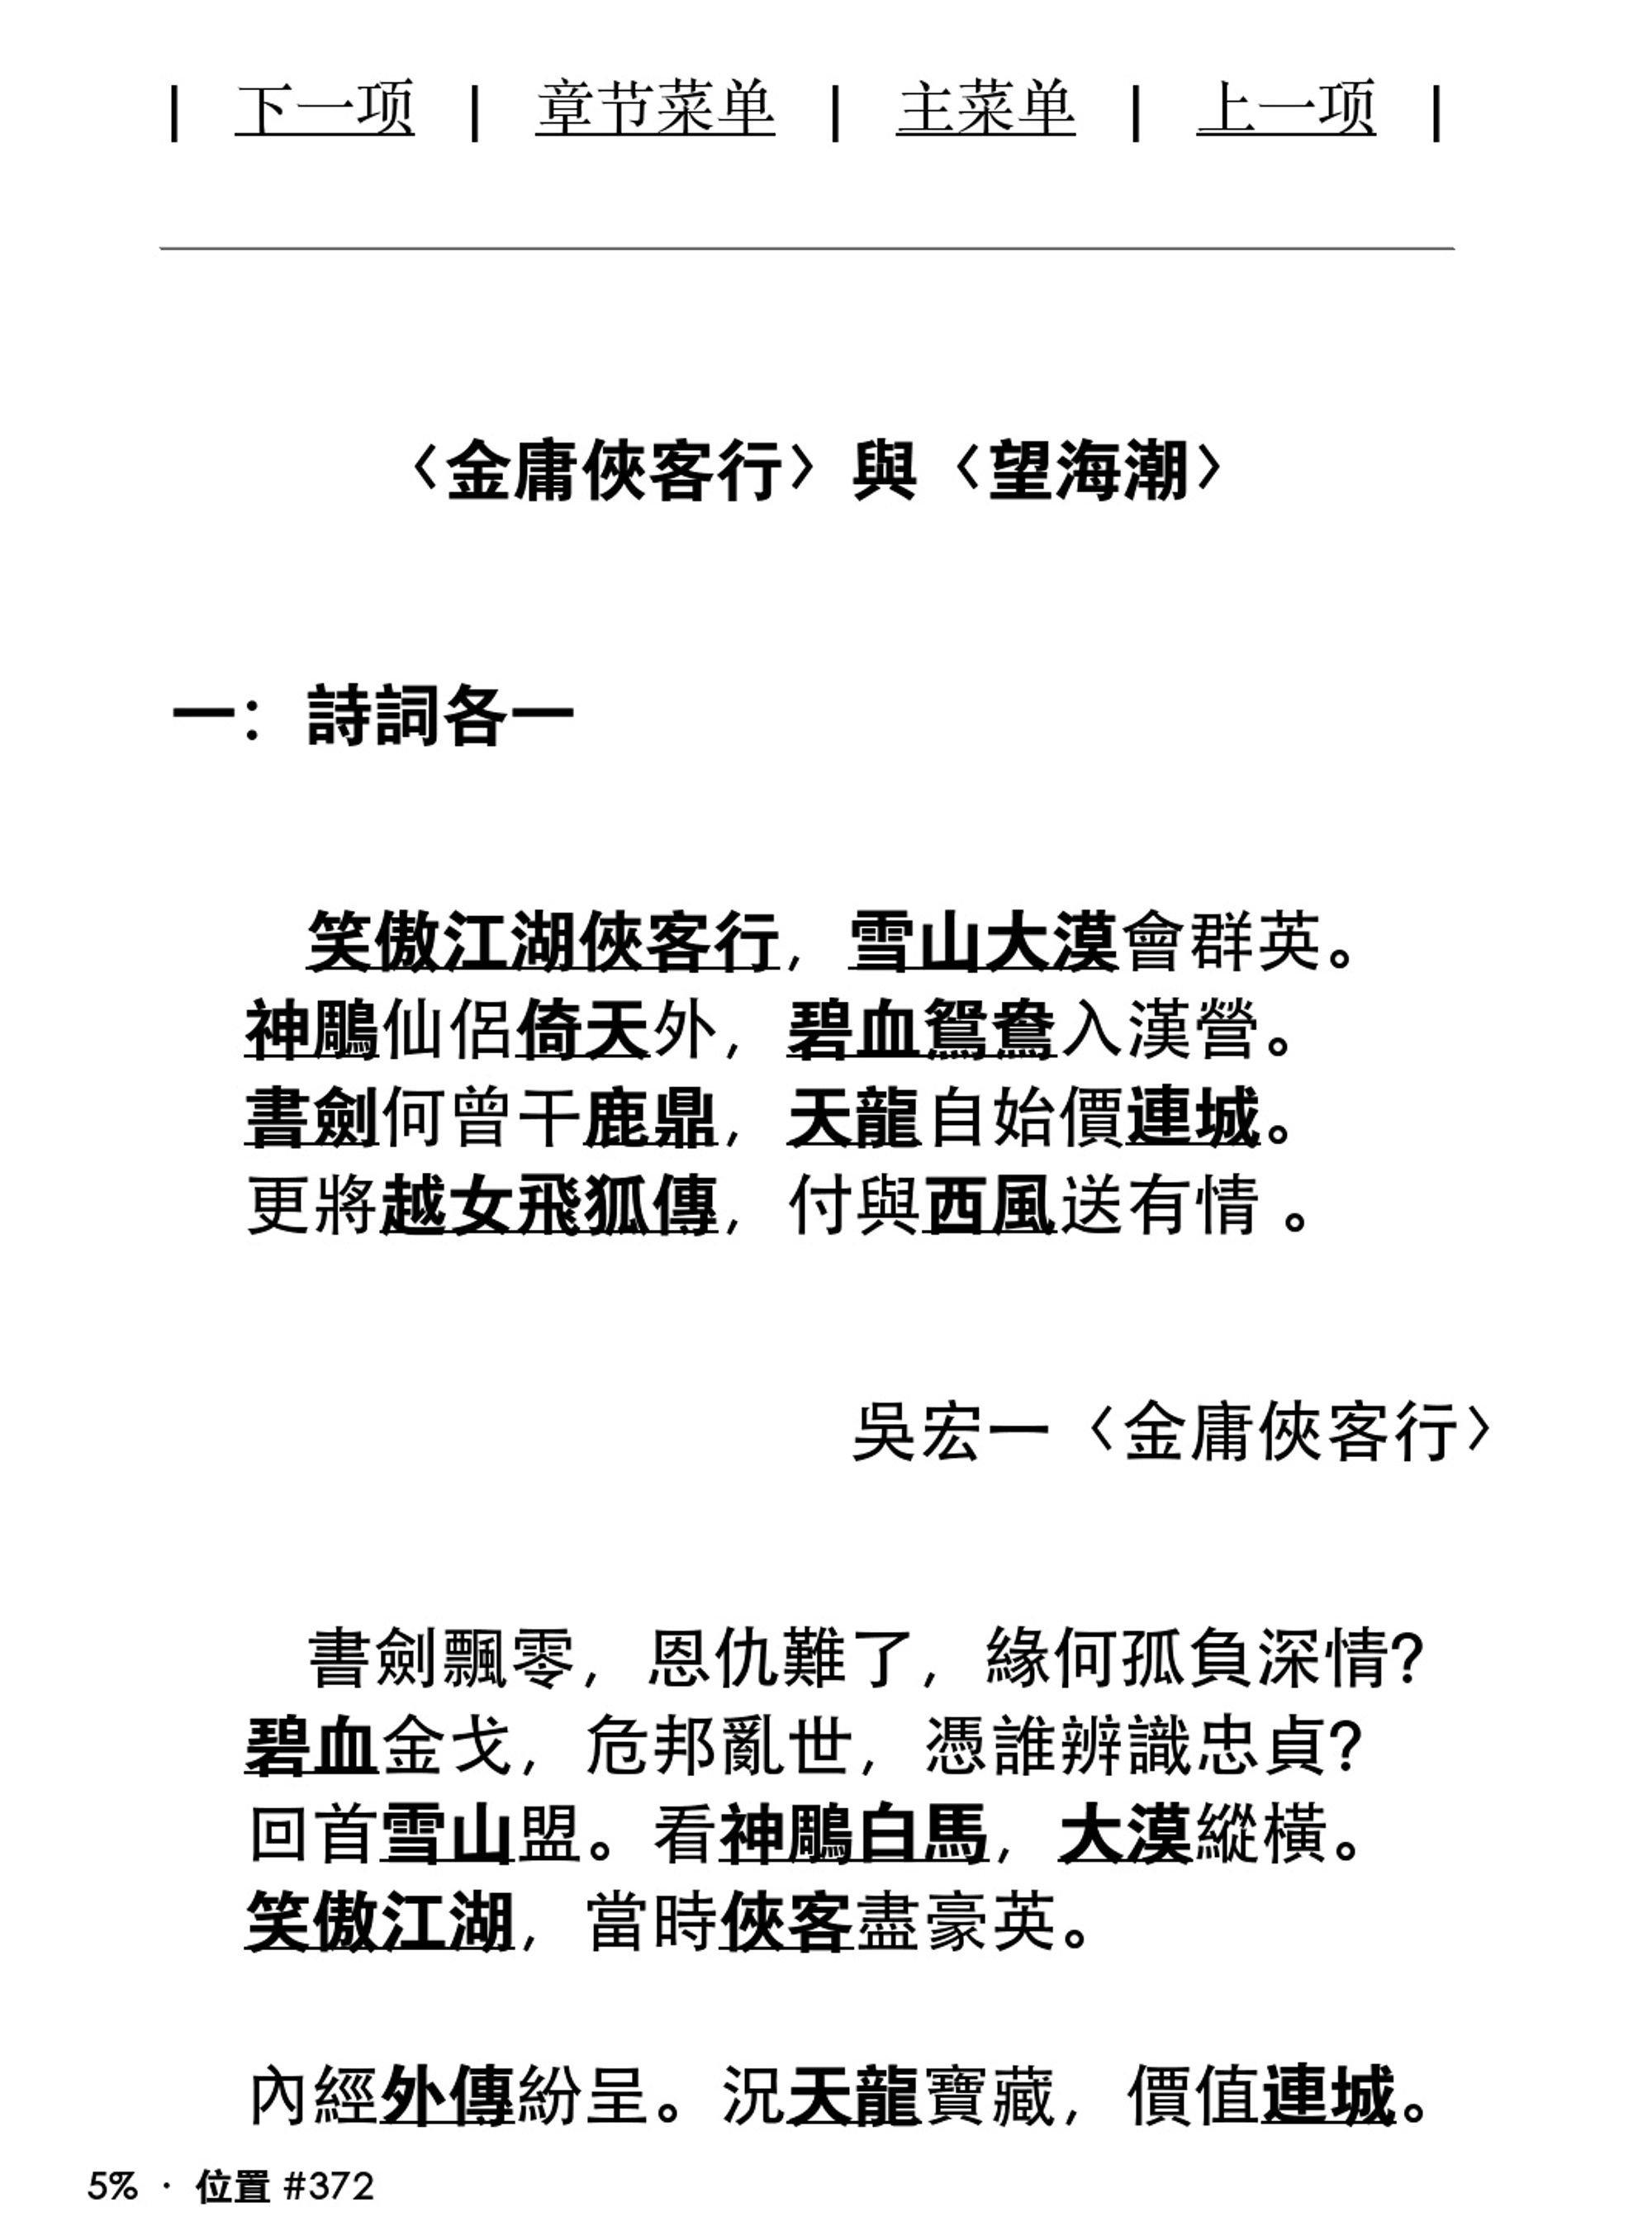 | 下一项 | 章节菜单 | 主菜单 | 上一项 |
〈金庸俠客行〉與〈望海潮〉
一：詩詞各一
笑傲江湖俠客行，雪山大漠會群英。
神鵰仙侶倚天外，碧血鴛鴦入漢營。
書劍何曾干鹿鼎，天龍自始價連城。
更將越女飛狐傳，付與西風送有情 。
吳宏一〈金庸俠客行〉
書劍飄零，恩仇難了，緣何孤負深情？
碧血金戈，危邦亂世，憑誰辨識忠貞？
回首雪山盟。看神鵰白馬，大漠縱橫。
笑傲江湖，當時俠客盡豪英。
內經外傳紛呈。況天龍寶藏，價值連城。
5% · 位置 #372